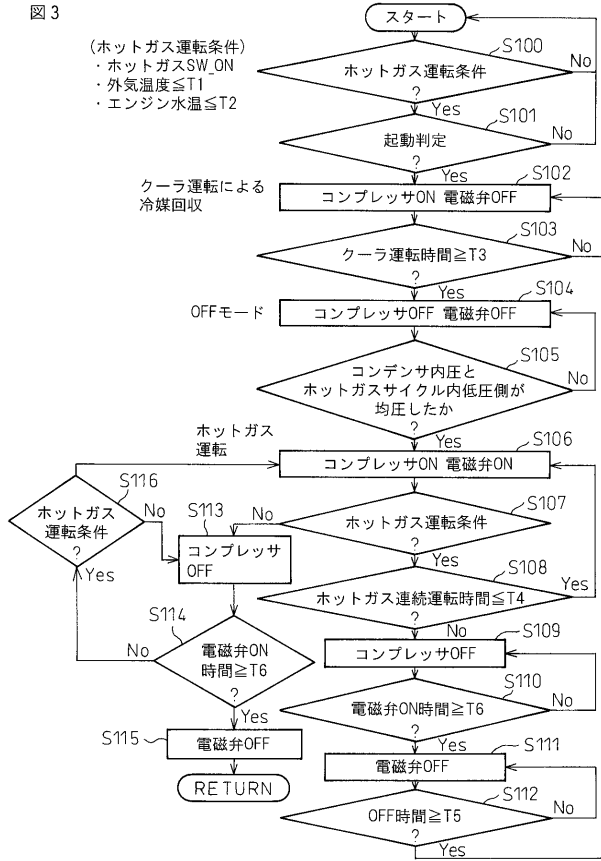 図3
スタート
(ホットガス運転条件)
・ホットガスSW_ON
・外気温度≦T1
・エンジン水温≦T2
S100
ホットガス運転条件
?
No
Yes
S101
起動判定
?
No
Yes
S102
クーラ運転による
冷媒回収
コンプレッサON 電磁弁OFF
S103
クーラ運転時間≧T3
?
No
Yes
S104
OFFモード
コンプレッサOFF 電磁弁OFF
S105
コンデンサ内圧と
ホットガスサイクル内低圧側が
均圧したか
?
No
Yes
S106
ホットガス
運転
コンプレッサON 電磁弁ON
S116
ホットガス
運転条件
?
No
Yes
S107
ホットガス運転条件
?
No
Yes
S113
コンプレッサ
OFF
S108
ホットガス連続運転時間≦T4
?
Yes
No
S109
コンプレッサOFF
S114
電磁弁ON
時間≧T6
?
No
Yes
S110
電磁弁ON時間≧T6
?
No
Yes
S115
電磁弁OFF
S111
電磁弁OFF
RETURN
S112
OFF時間≧T5
?
No
Yes